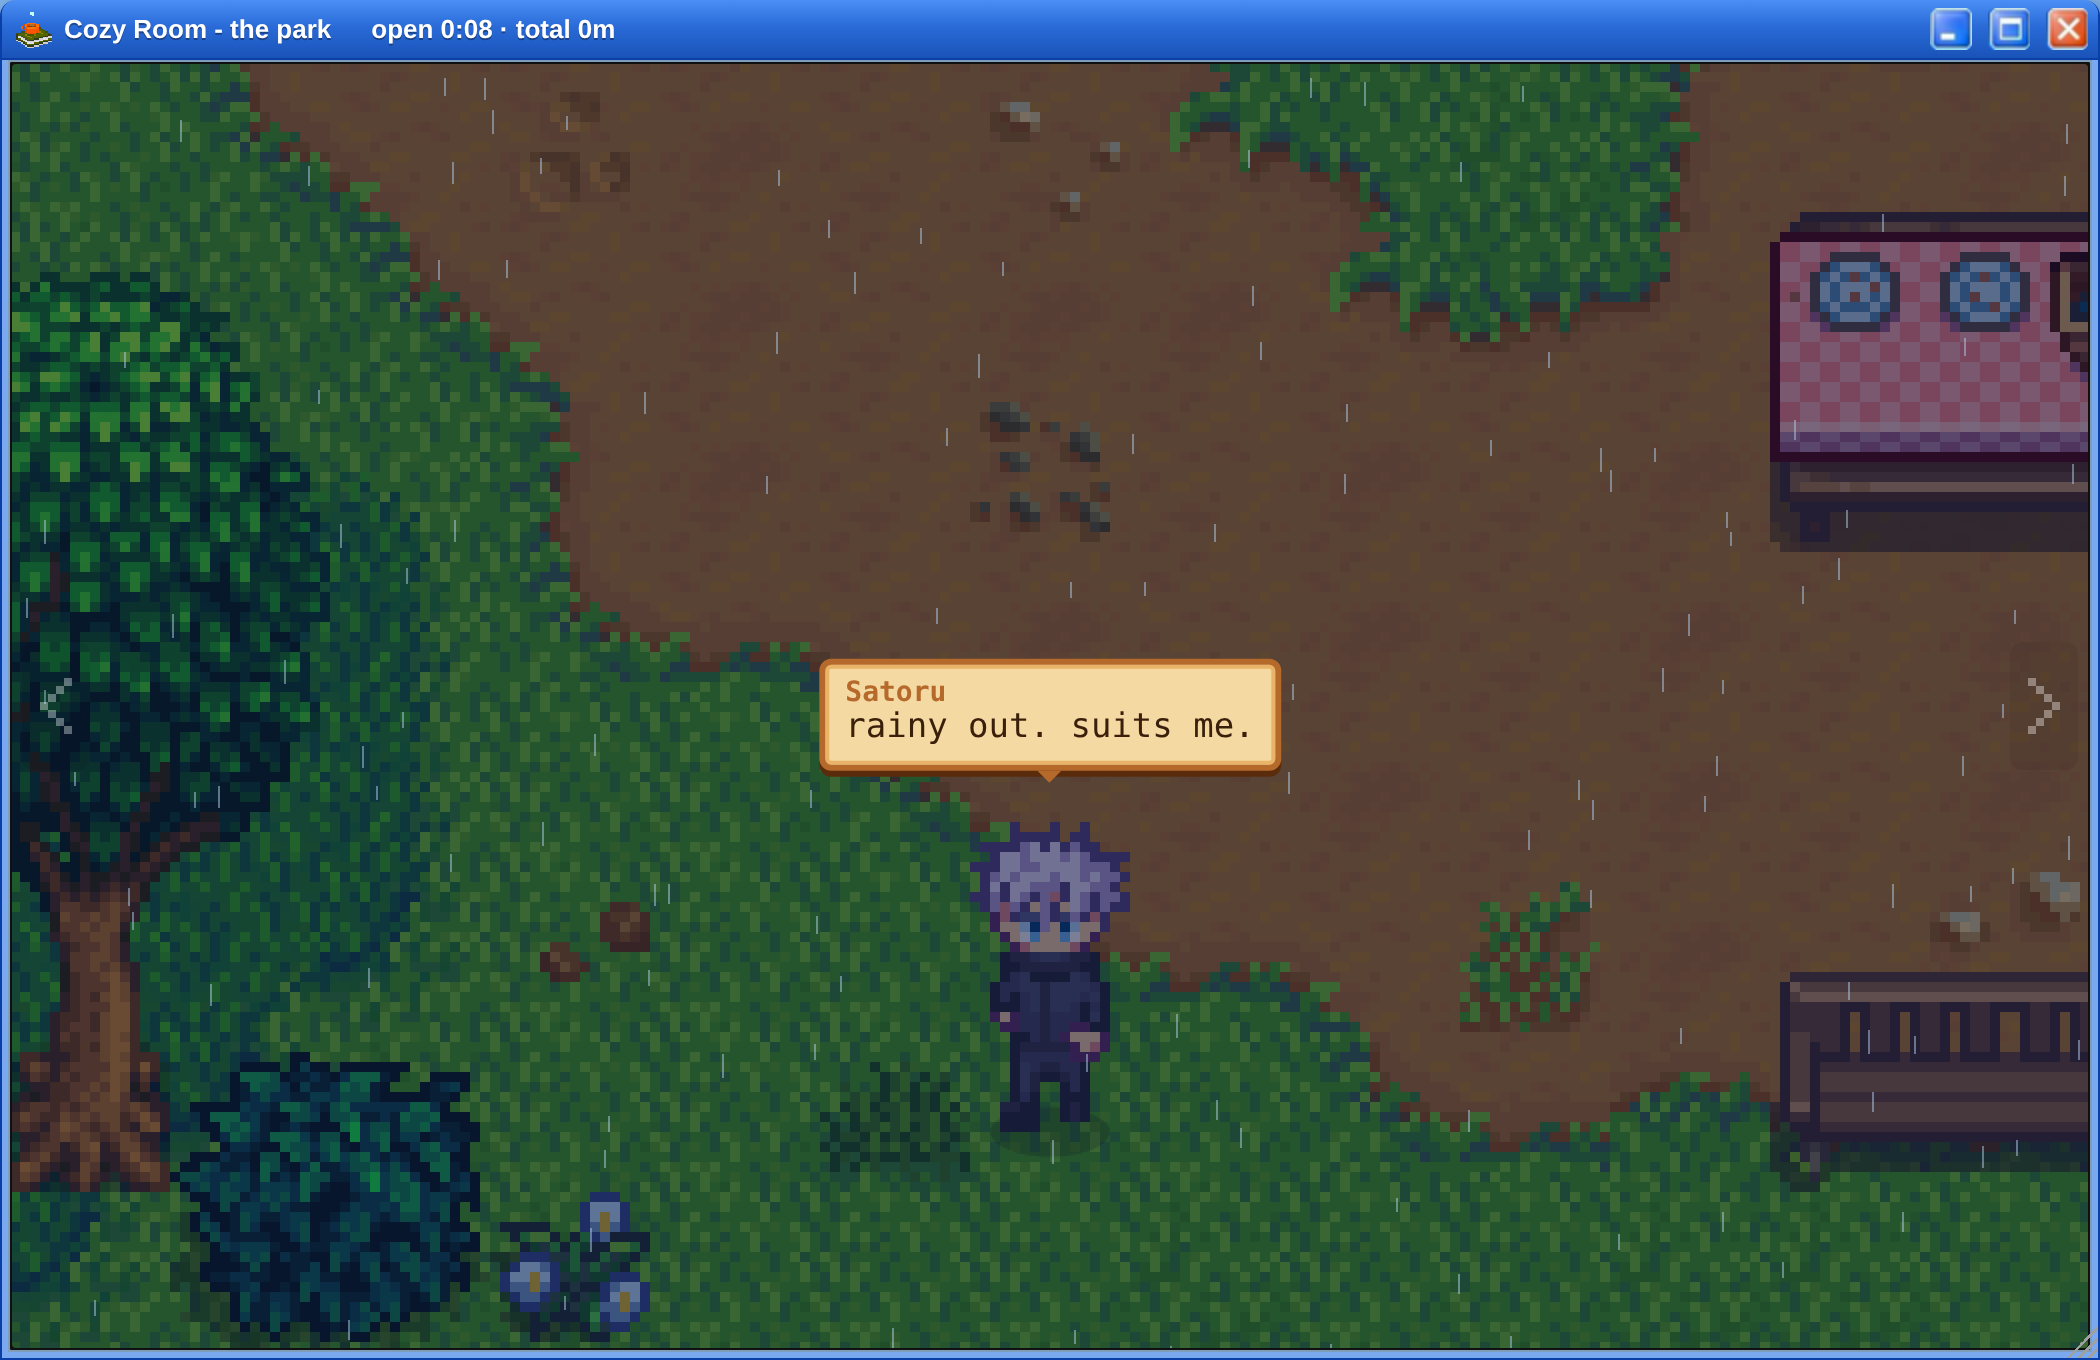 Cozy Room - the park open 0:08 · total 0m
Satoru
rainy out. suits me.